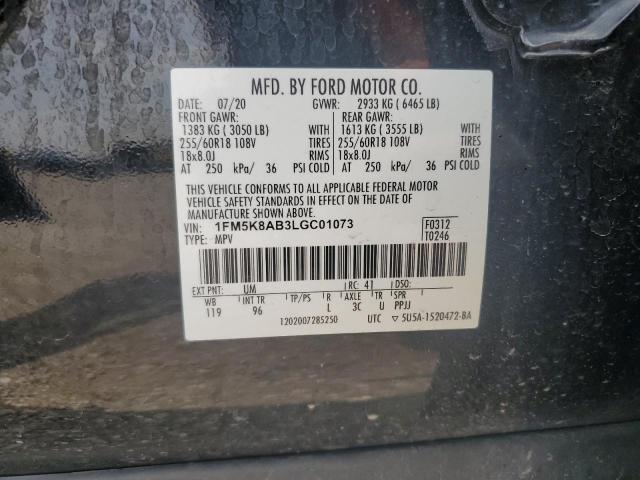 MFD. BY FORD MOTOR CO.
DATE: 07/20 GVWR: 2933 KG ( 6465 LB)
FRONT GAWR: REAR GAWR:
1383 KG ( 3050 LB) WITH 1613 KG ( 3555 LB) WITH
255/60R18 108V TIRES 255/60R18 108V TIRES
18x8.0J RIMS 18x8.0J RIMS
AT 250 kPa/ 36 PSI COLD AT 250 kPa/ 36 PSI COLD
THIS VEHICLE CONFORMS TO ALL APPLICABLE FEDERAL MOTOR
VEHICLE SAFETY STANDARDS IN EFFECT ON THE DATE OF
MANUFACTURE SHOWN ABOVE.
VIN: 1FM5K8AB3LGC01073 F0312
TYPE: MPV T0246
EXT PNT: UM RC: 41 DSO:
WB INT TR TP/PS R AXLE TR SPR
119 96 L 3C U PPJJ
1202007285250 UTC ▽ 5U5A-1520472-BA